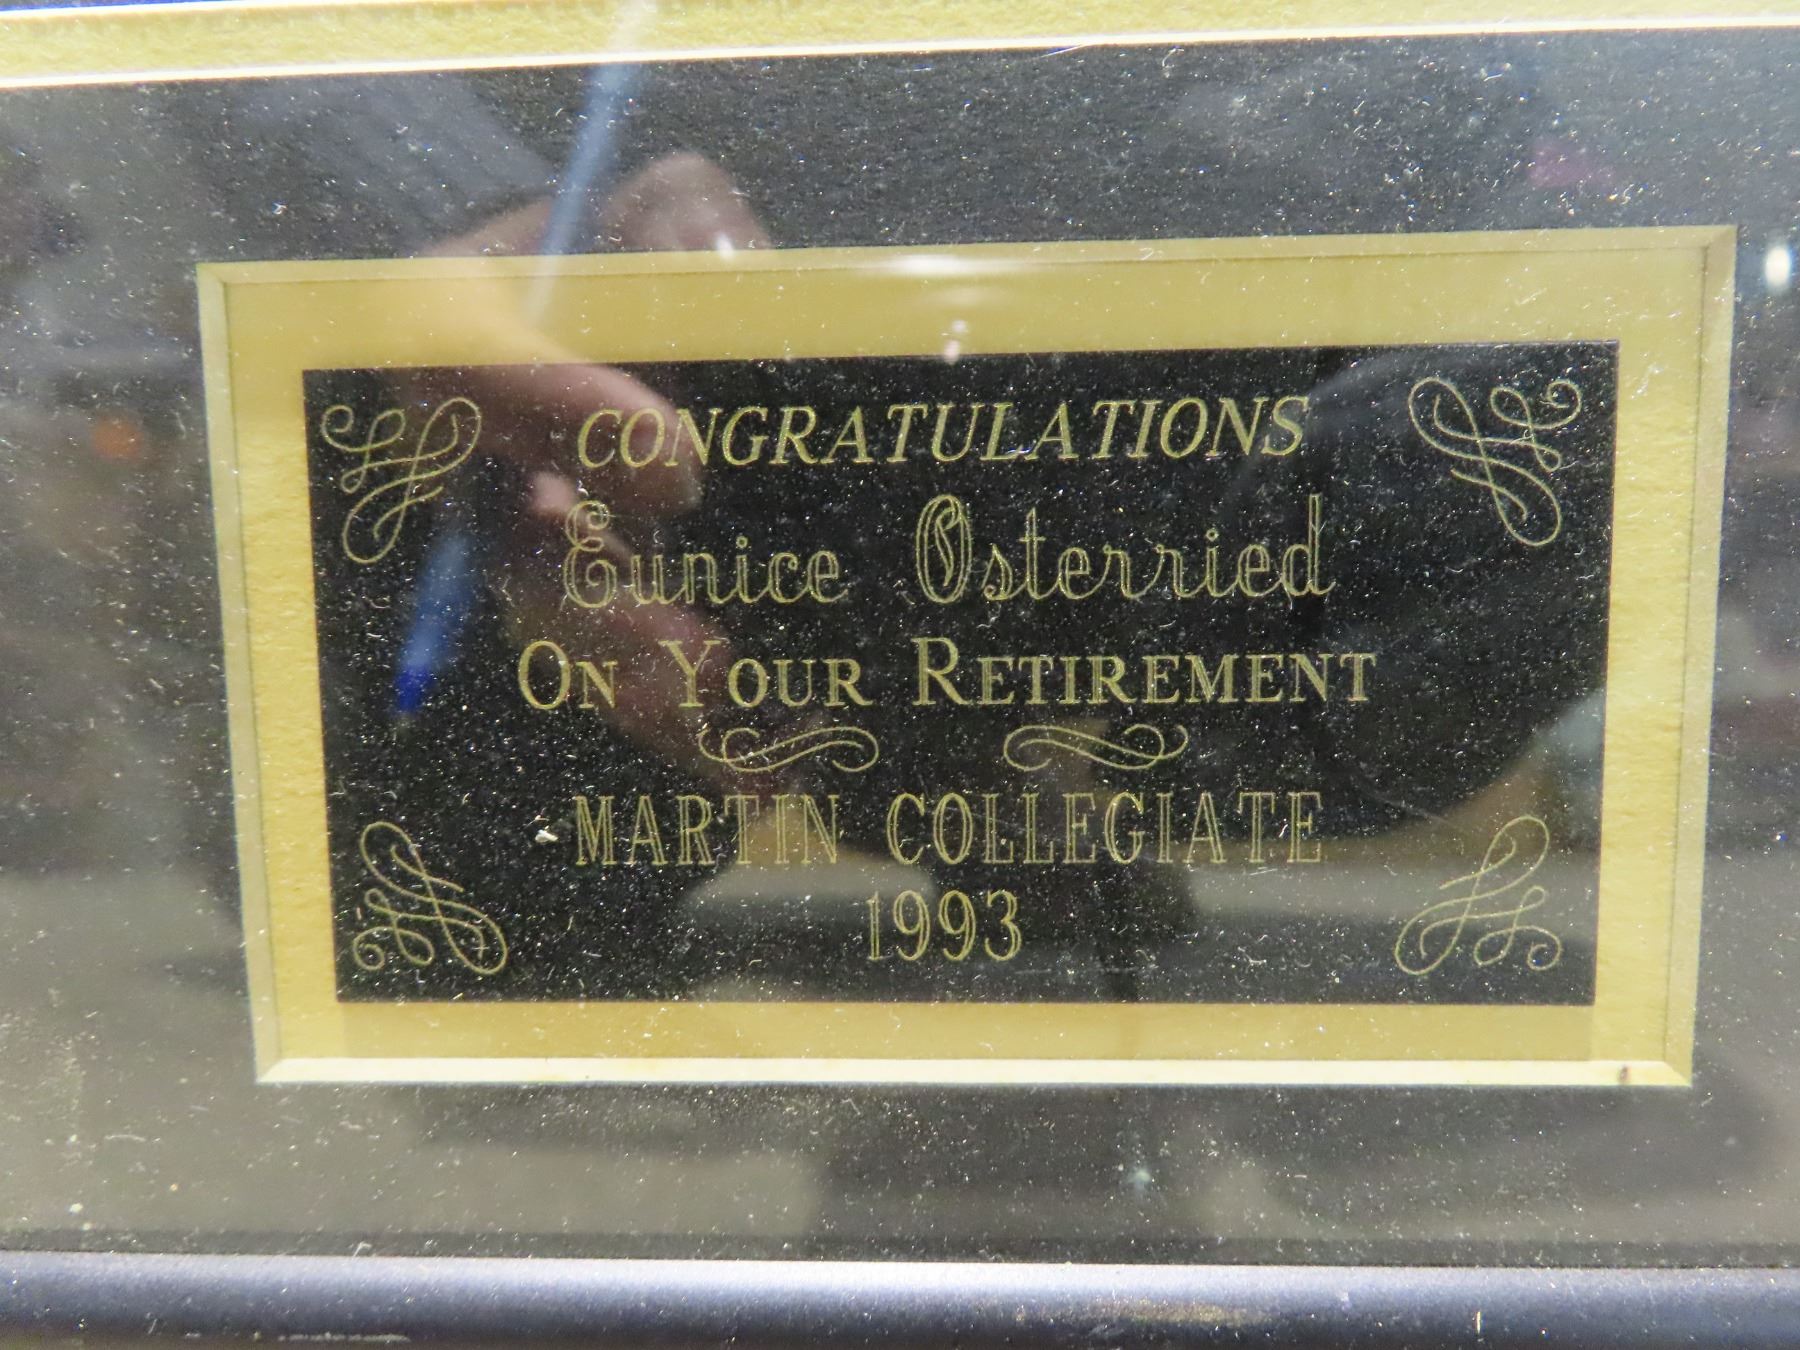 CONGRATULATIONS
Eunice Osterried
ON YOUR RETIREMENT
MARTIN COLLEGIATE
1993